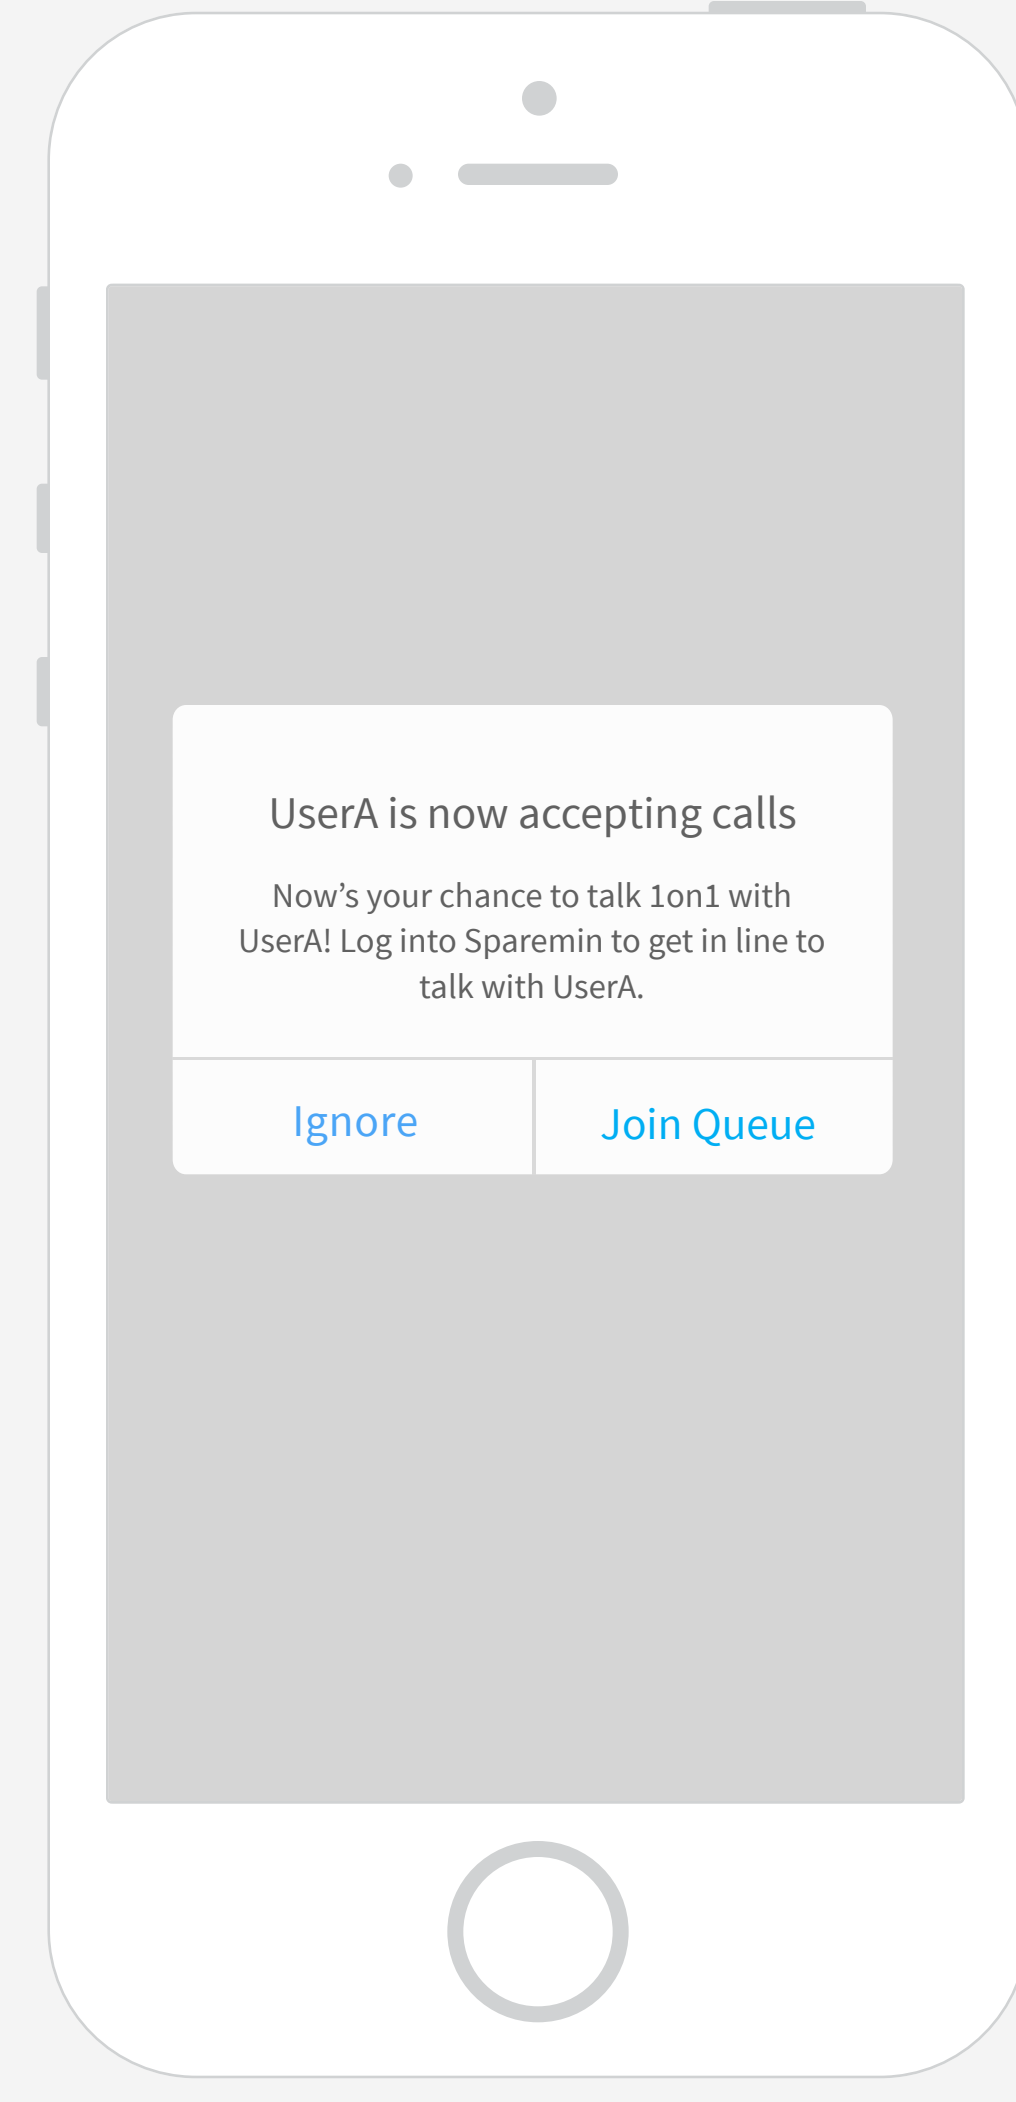 UserA is now accepting calls
Now’s your chance to talk 1on1 with
UserA! Log into Sparemin to get in line to
talk with UserA.
Ignore
Join Queue